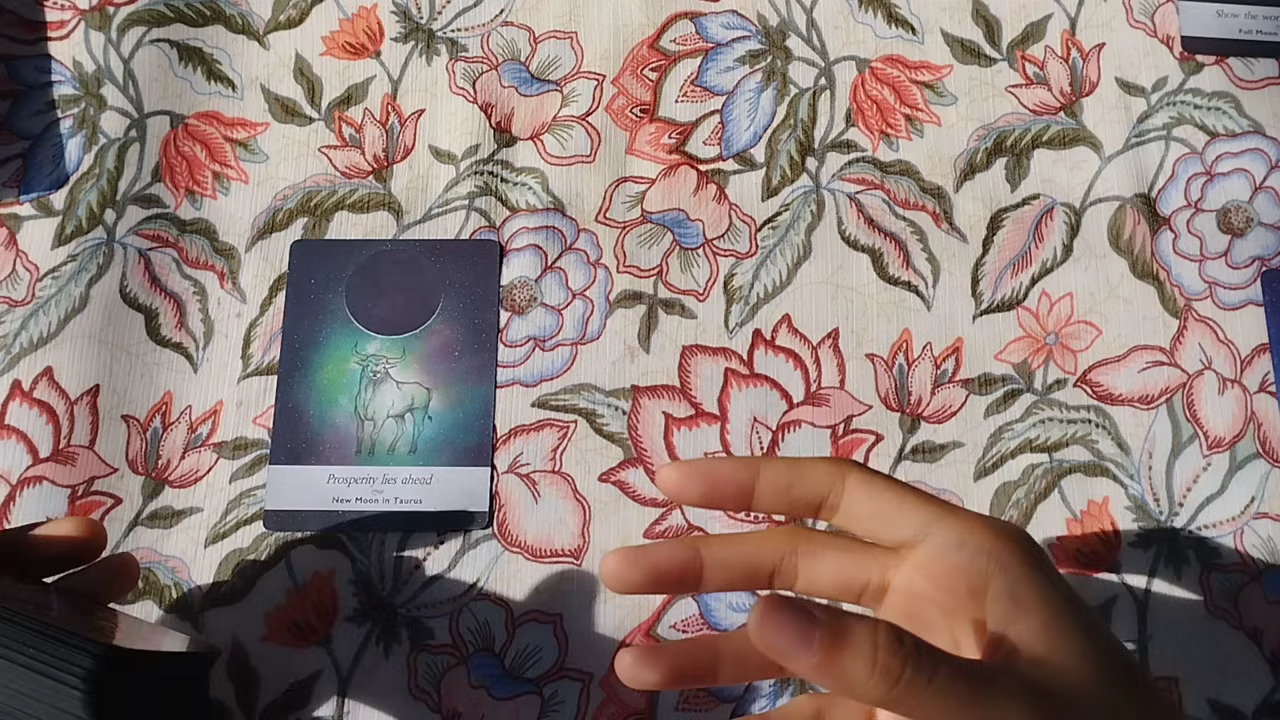 Show the wor
Full Moon
Prosperity lies ahead
New Moon in Taurus